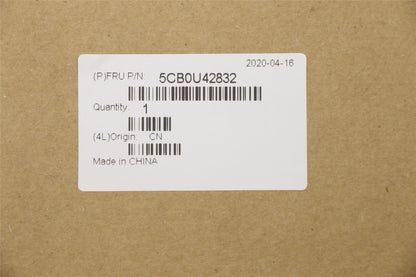 2020-04-16
(P)FRU P/N: 5CB0U42832
Quantity: 1
(4L)Origin: CN
Made in CHINA